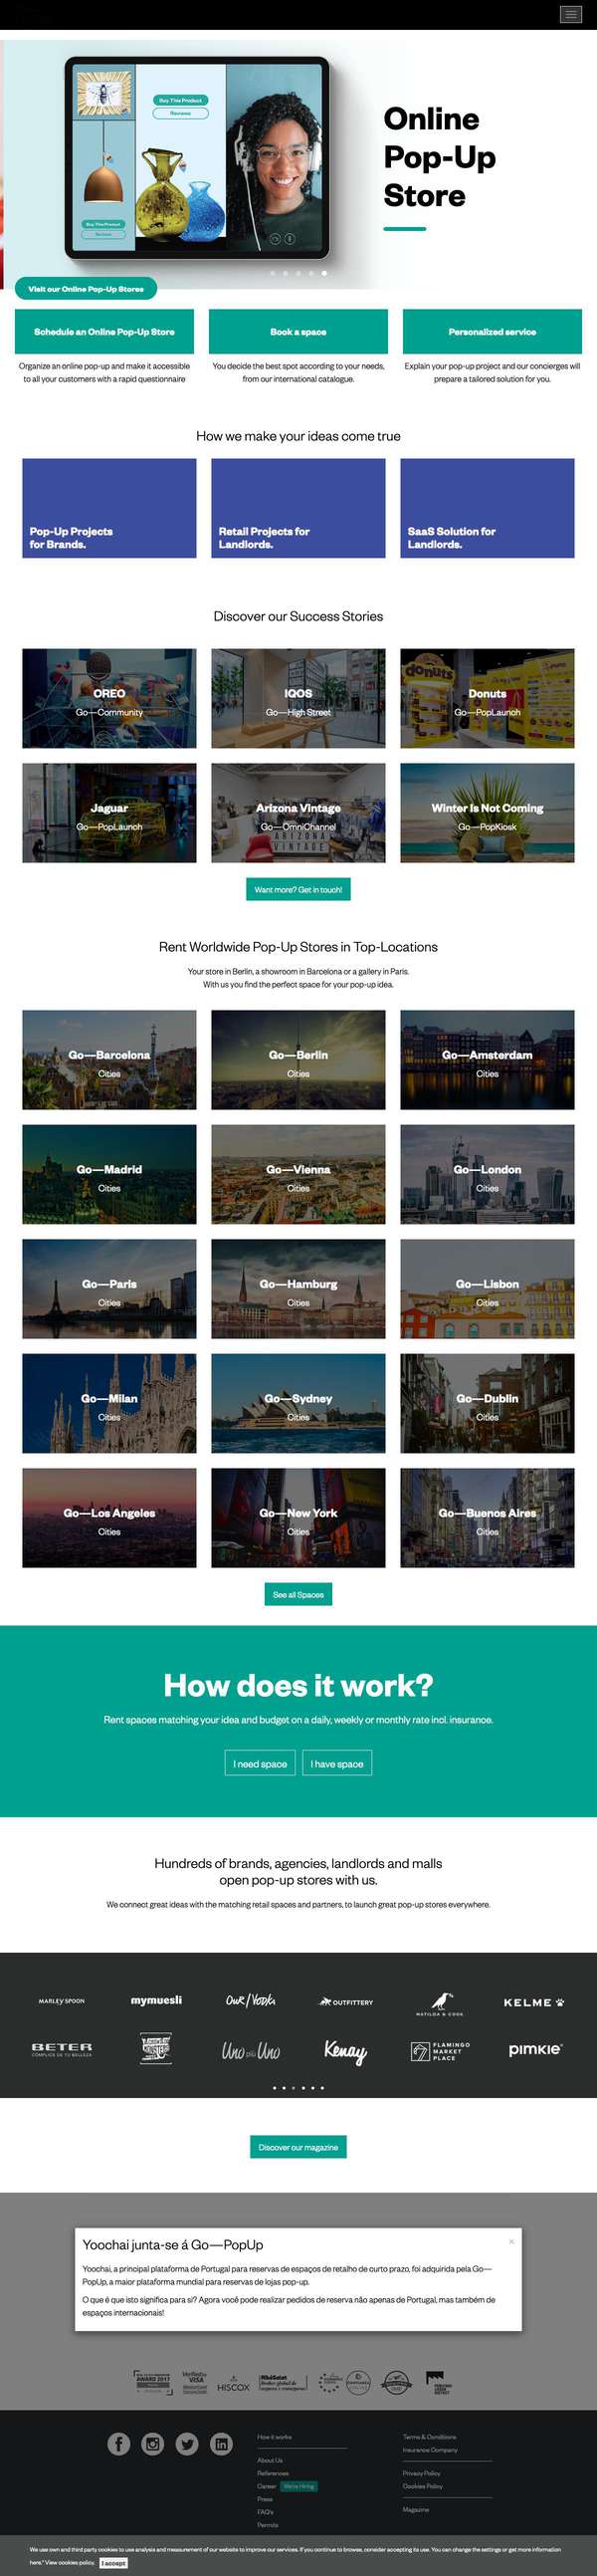 Buy This Product
Reviews
Buy This Product
Reviews
Online
Pop-Up
Store
Visit our Online Pop-Up Stores
Schedule an Online Pop-Up Store
Organize an online pop-up and make it accessible
to all your customers with a rapid questionnaire
Book a space
You decide the best spot according to your needs,
from our international catalogue.
Personalized service
Explain your pop-up project and our concierges will
prepare a tailored solution for you.
How we make your ideas come true
Pop-Up Projects
for Brands.
Retail Projects for
Landlords.
SaaS Solution for
Landlords.
Discover our Success Stories
OREO
Go—Community
IQOS
Go—High Street
donuts
Donuts
Go—PopLaunch
Jaguar
Go—PopLaunch
Arizona Vintage
Go—OmniChannel
ARIZONA
VINTAGE
Winter Is Not Coming
Go—PopKiosk
Want more? Get in touch!
Rent Worldwide Pop-Up Stores in Top-Locations
Your store in Berlin, a showroom in Barcelona or a gallery in Paris.
With us you find the perfect space for your pop-up idea.
Go—Barcelona
Cities
Go—Berlin
Cities
Go—Amsterdam
Cities
Go—Madrid
Cities
Go—Vienna
Cities
Go—London
Cities
Go—Paris
Cities
Go—Hamburg
Cities
Go—Lisbon
Cities
Go—Milan
Cities
Go—Sydney
Cities
Go—Dublin
Cities
Go—Los Angeles
Cities
Go—New York
Cities
Go—Buenos Aires
Cities
See all Spaces
How does it work?
Rent spaces matching your idea and budget on a daily, weekly or monthly rate incl. insurance.
I need space
I have space
Hundreds of brands, agencies, landlords and malls
open pop-up stores with us.
We connect great ideas with the matching retail spaces and partners, to launch great pop-up stores everywhere.
MARLEY SPOON
mymuesli
OUR/Vodka
OUTFITTERY
MATILDA & COOK
KELME
BETER
CÓMPLICE DE TU BELLEZA
Uno più Uno
Kenay
FLAMINGO
MARKET
PLACE
pimkie
Discover our magazine
Yoochai junta-se á Go—PopUp
×
Yoochai, a principal plataforma de Portugal para reservas de espaços de retalho de curto prazo, foi adquirida pela Go—
PopUp, a maior plataforma mundial para reservas de lojas pop-up.
O que é que isto significa para si? Agora você pode realizar pedidos de reserva não apenas de Portugal, mas também de
espaços internacionais!
AWARD 2017
VISA
HISCOX
How it works
About Us
References
Career We're Hiring
Press
FAQ's
Permits
Terms & Conditions
Insurance Company
Privacy Policy
Cookies Policy
Magazine
We use own and third party cookies to use analysis and measurement of our website to improve our services. If you continue to browse, consider accepting its use. You can change the settings or get more information
here." View cookies policy. I accept